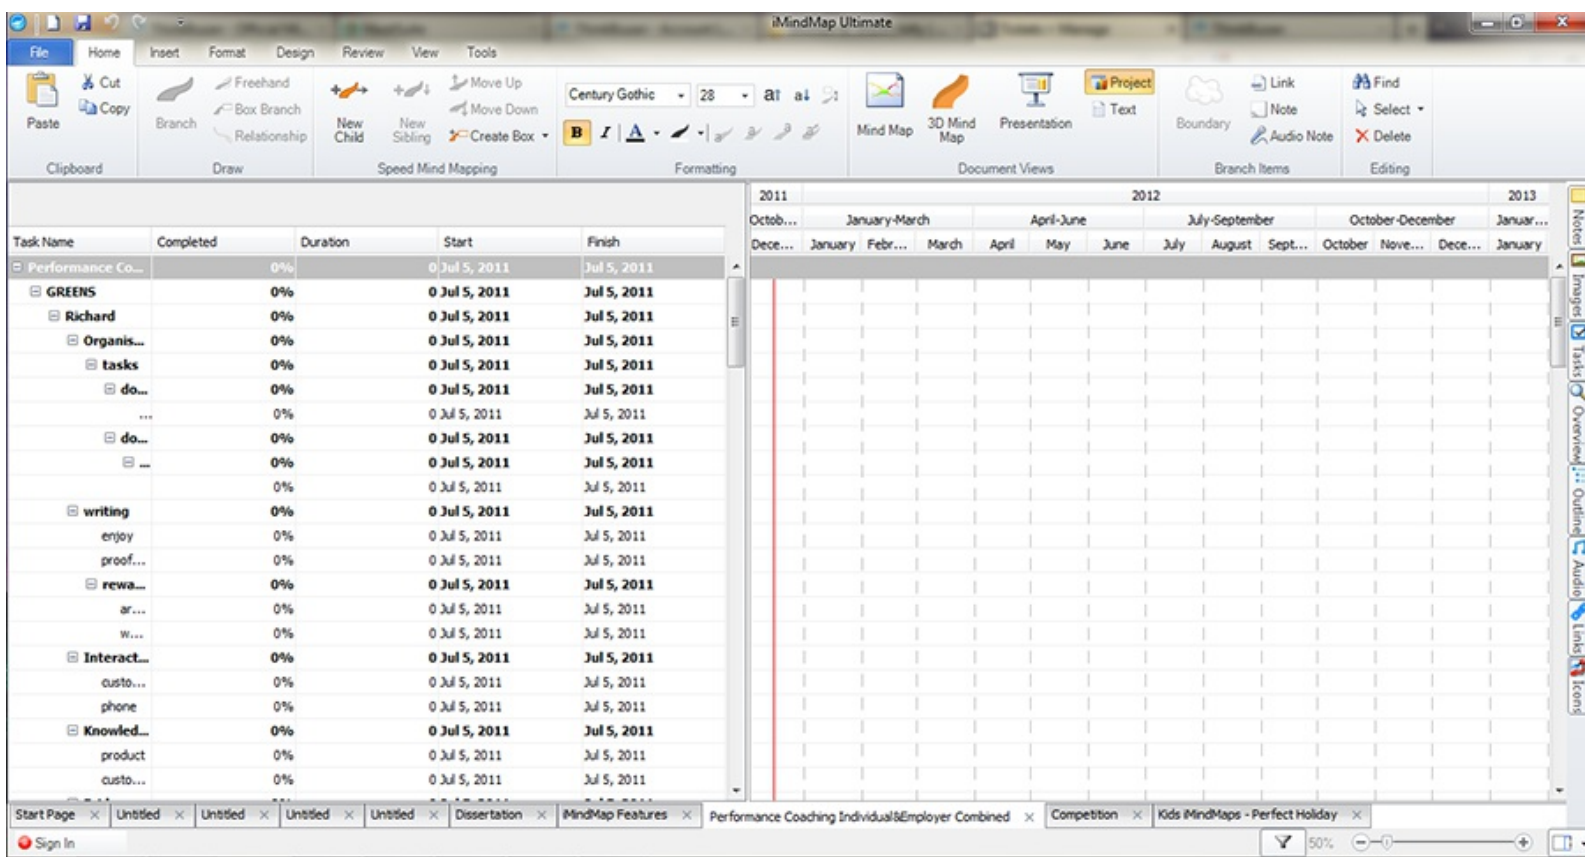 iMindMap Ultimate
File Home Insert Format Design Review View Tools
Paste
Cut
Copy
Clipboard
Branch
Freehand
Box Branch
Relationship
Draw
New Child
New Sibling
Move Up
Move Down
Create Box
Speed Mind Mapping
Century Gothic 28
B I A
Formatting
Mind Map
3D Mind Map
Presentation
Project
Text
Document Views
Boundary
Link
Note
Audio Note
Branch Items
Find
Select
Delete
Editing
2011 2012 2013
Octob... January-March April-June July-September October-December Januar...
Task Name Completed Duration Start Finish
Dece... January Febr... March April May June July August Sept... October Nove... Dece... January
Performance Co... 0% 0 Jul 5, 2011 Jul 5, 2011
GREENS 0% 0 Jul 5, 2011 Jul 5, 2011
Richard 0% 0 Jul 5, 2011 Jul 5, 2011
Organis... 0% 0 Jul 5, 2011 Jul 5, 2011
tasks 0% 0 Jul 5, 2011 Jul 5, 2011
do... 0% 0 Jul 5, 2011 Jul 5, 2011
... 0% 0 Jul 5, 2011 Jul 5, 2011
do... 0% 0 Jul 5, 2011 Jul 5, 2011
... 0% 0 Jul 5, 2011 Jul 5, 2011
0% 0 Jul 5, 2011 Jul 5, 2011
writing 0% 0 Jul 5, 2011 Jul 5, 2011
enjoy 0% 0 Jul 5, 2011 Jul 5, 2011
proof... 0% 0 Jul 5, 2011 Jul 5, 2011
rewa... 0% 0 Jul 5, 2011 Jul 5, 2011
ar... 0% 0 Jul 5, 2011 Jul 5, 2011
w... 0% 0 Jul 5, 2011 Jul 5, 2011
Interact... 0% 0 Jul 5, 2011 Jul 5, 2011
custo... 0% 0 Jul 5, 2011 Jul 5, 2011
phone 0% 0 Jul 5, 2011 Jul 5, 2011
Knowled... 0% 0 Jul 5, 2011 Jul 5, 2011
product 0% 0 Jul 5, 2011 Jul 5, 2011
custo... 0% 0 Jul 5, 2011 Jul 5, 2011
Notes
Images
Tasks
Overview
Outline
Audio
Links
Icons
Start Page Untitled Untitled Untitled Untitled Dissertation iMindMap Features Performance Coaching Individual&Employer Combined Competition Kids iMindMaps - Perfect Holiday
Sign In 50%